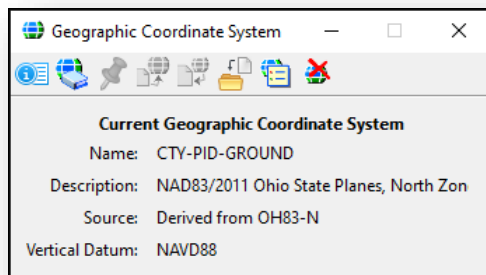 Geographic Coordinate System
Current Geographic Coordinate System
Name: CTY-PID-GROUND
Description: NAD83/2011 Ohio State Planes, North Zon
Source: Derived from OH83-N
Vertical Datum: NAVD88